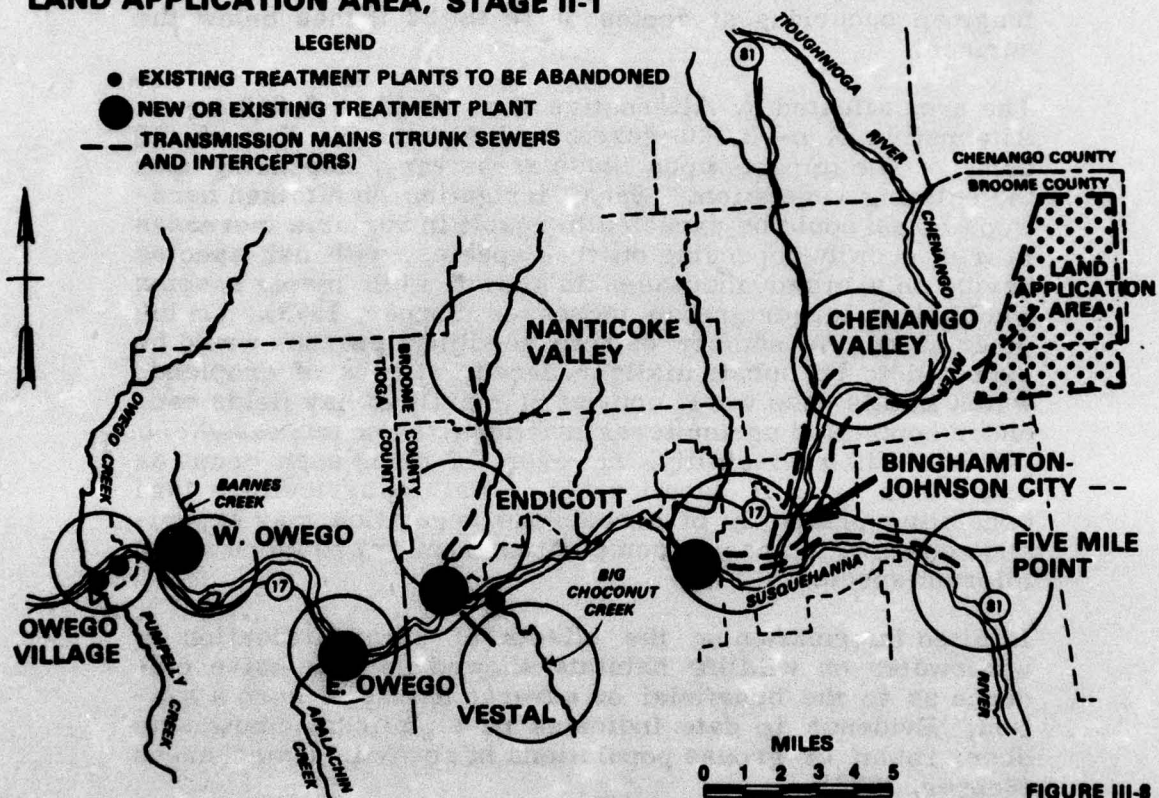 LAND APPLICATION AREA, STAGE II-1
LEGEND
EXISTING TREATMENT PLANTS TO BE ABANDONED
NEW OR EXISTING TREATMENT PLANT
TRANSMISSION MAINS (TRUNK SEWERS
AND INTERCEPTORS)
81
TIOUGHNIOGA
RIVER
CHENANGO COUNTY
BROOME COUNTY
CHENANGO
RIVER
LAND
APPLICATION
AREA
NANTICOKE
VALLEY
CHENANGO
VALLEY
BROOME
TIOGA
COUNTY
COUNTY
OWEGO
CREEK
BARNES
CREEK
ENDICOTT
BINGHAMTON-
JOHNSON CITY
17
W. OWEGO
17
FIVE MILE
POINT
BIG
CHOCONUT
CREEK
SUSQUEHANNA
81
RIVER
OWEGO
VILLAGE
PUMPELLY
CREEK
E. OWEGO
VESTAL
APALACHIN
CREEK
MILES
0 1 2 3 4 5
FIGURE III-8